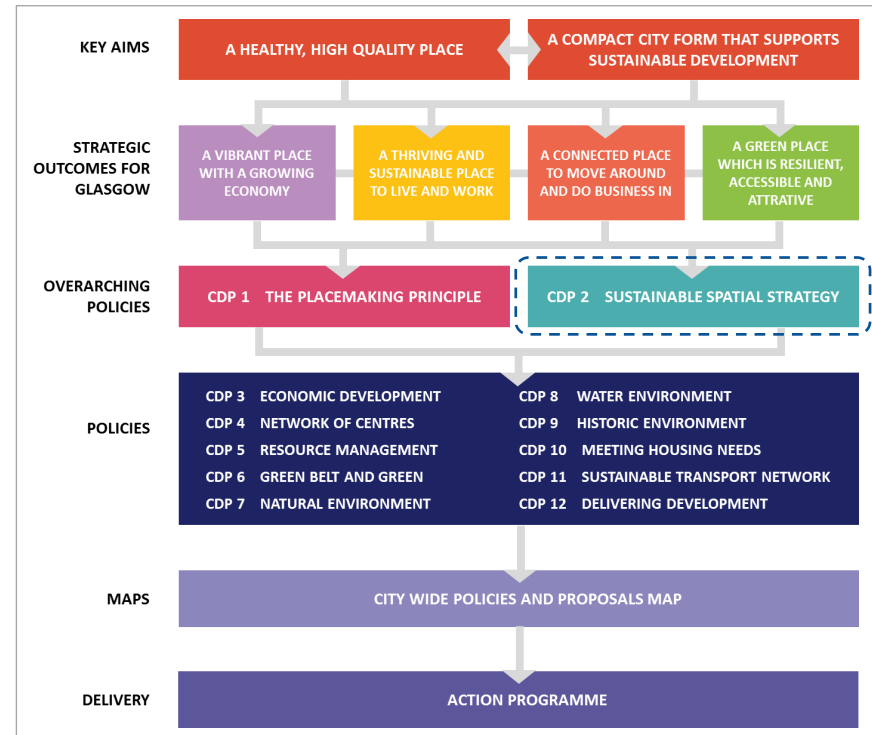 KEY AIMS
A HEALTHY, HIGH QUALITY PLACE
A COMPACT CITY FORM THAT SUPPORTS
SUSTAINABLE DEVELOPMENT
STRATEGIC
OUTCOMES FOR
GLASGOW
A VIBRANT PLACE
WITH A GROWING
ECONOMY
A THRIVING AND
SUSTAINABLE PLACE
TO LIVE AND WORK
A CONNECTED PLACE
TO MOVE AROUND
AND DO BUSINESS IN
A GREEN PLACE
WHICH IS RESILIENT,
ACCESSIBLE AND
ATTRATIVE
OVERARCHING
POLICIES
CDP 1 THE PLACEMAKING PRINCIPLE
CDP 2 SUSTAINABLE SPATIAL STRATEGY
POLICIES
CDP 3 ECONOMIC DEVELOPMENT
CDP 4 NETWORK OF CENTRES
CDP 5 RESOURCE MANAGEMENT
CDP 6 GREEN BELT AND GREEN
CDP 7 NATURAL ENVIRONMENT
CDP 8 WATER ENVIRONMENT
CDP 9 HISTORIC ENVIRONMENT
CDP 10 MEETING HOUSING NEEDS
CDP 11 SUSTAINABLE TRANSPORT NETWORK
CDP 12 DELIVERING DEVELOPMENT
MAPS
CITY WIDE POLICIES AND PROPOSALS MAP
DELIVERY
ACTION PROGRAMME